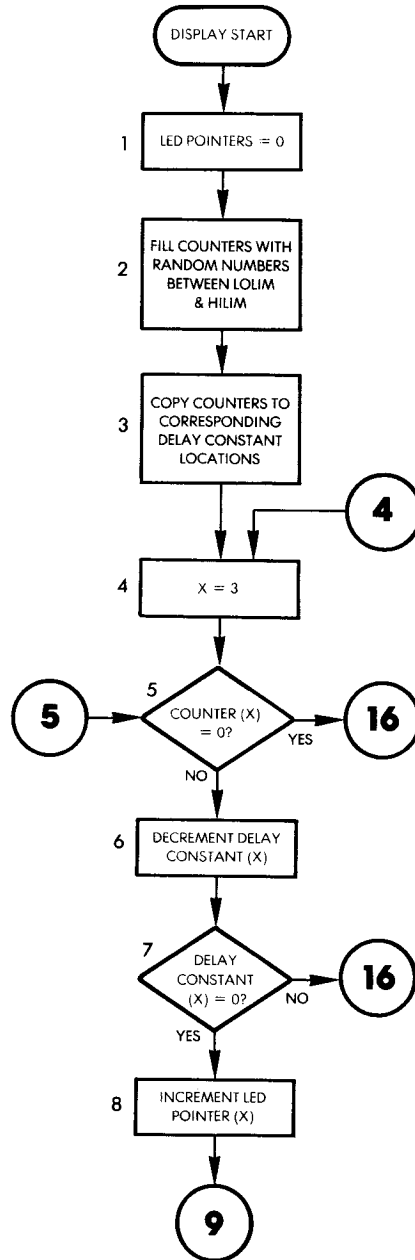 DISPLAY START
1
LED POINTERS = 0
2
FILL COUNTERS WITH
RANDOM NUMBERS
BETWEEN LOLIM
& HILIM
3
COPY COUNTERS TO
CORRESPONDING
DELAY CONSTANT
LOCATIONS
4
4
X = 3
5
5
COUNTER (X)
= 0?
YES
16
NO
6
DECREMENT DELAY
CONSTANT (X)
7
DELAY
CONSTANT
(X) = 0?
NO
16
YES
8
INCREMENT LED
POINTER (X)
9